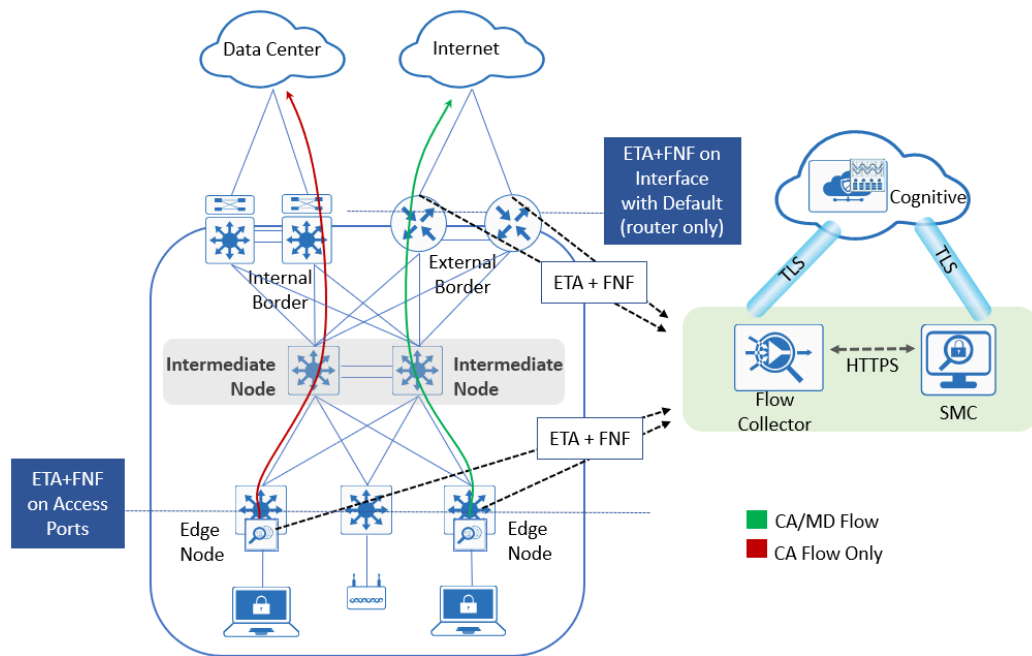 Data Center
Internet
ETA+FNF on
Interface
with Default
(router only)
Cognitive
TLS
TLS
Internal
Border
External
Border
ETA + FNF
Intermediate
Node
Intermediate
Node
HTTPS
Flow
Collector
SMC
ETA + FNF
ETA+FNF
on Access
Ports
Edge
Node
Edge
Node
CA/MD Flow
CA Flow Only